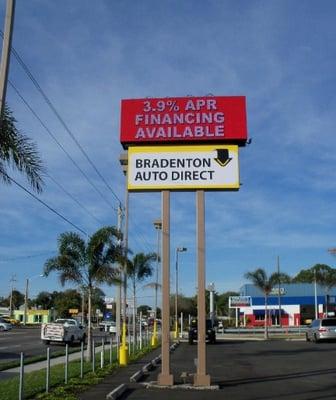 3.9% APR
FINANCING
AVAILABLE
BRADENTON
AUTO DIRECT